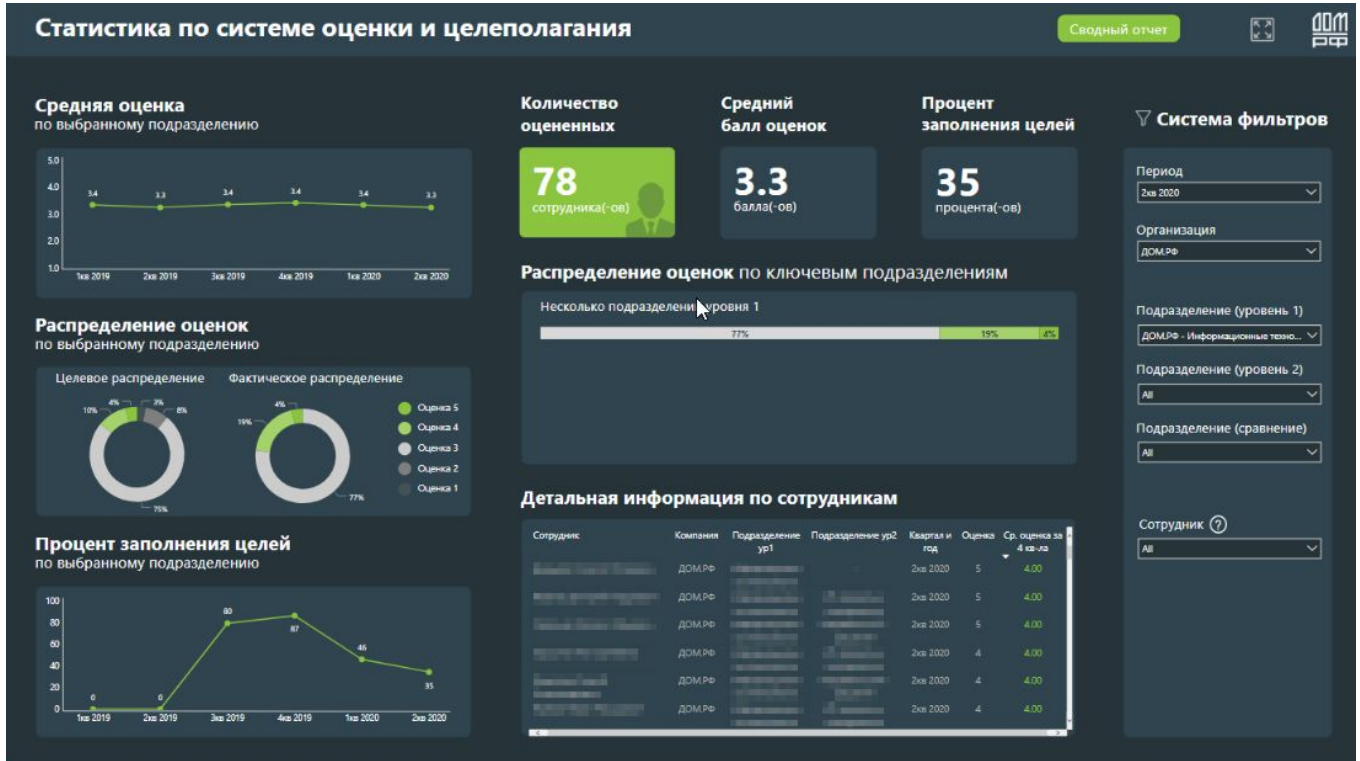 Статистика по системе оценки и целеполагания
Сводный отчет
ДОМ
РФ
Средняя оценка
по выбранному подразделению
5.0
4.0
3.0
2.0
1.0
3.4
3.3
3.4
3.4
3.4
3.3
1кв 2019
2кв 2019
3кв 2019
4кв 2019
1кв 2020
2кв 2020
Распределение оценок
по выбранному подразделению
Целевое распределение
Фактическое распределение
10%
4%
3%
8%
75%
19%
4%
77%
Оценка 5
Оценка 4
Оценка 3
Оценка 2
Оценка 1
Процент заполнения целей
по выбранному подразделению
100
80
60
40
20
0
0
0
80
87
46
35
1кв 2019
2кв 2019
3кв 2019
4кв 2019
1кв 2020
2кв 2020
Количество
оцененных
78
сотрудника(-ов)
Средний
балл оценок
3.3
балла(-ов)
Процент
заполнения целей
35
процента(-ов)
Распределение оценок по ключевым подразделениям
Несколько подразделений уровня 1
77%
19%
4%
Детальная информация по сотрудникам
Сотрудник
Компания
Подразделение
ур1
Подразделение ур2
Квартал и
год
Оценка
Ср. оценка за
4 кв-ла
ДОМ.РФ 2кв 2020 5 4.00
ДОМ.РФ 2кв 2020 5 4.00
ДОМ.РФ 2кв 2020 5 4.00
ДОМ.РФ 2кв 2020 4 4.00
ДОМ.РФ 2кв 2020 4 4.00
ДОМ.РФ 2кв 2020 4 4.00
Система фильтров
Период
2кв 2020
Организация
ДОМ.РФ
Подразделение (уровень 1)
ДОМ.РФ - Информационные техно...
Подразделение (уровень 2)
All
Подразделение (сравнение)
All
Сотрудник ?
All